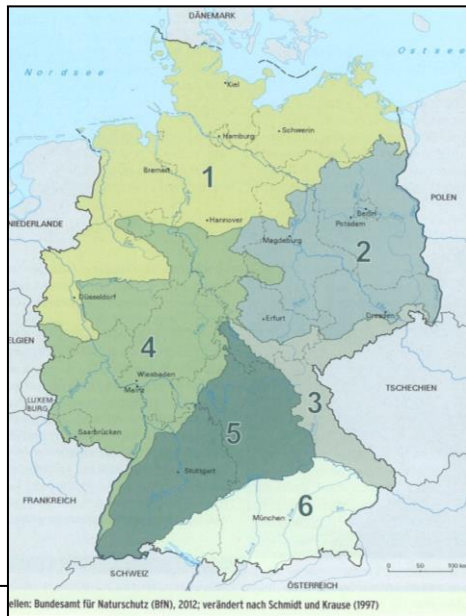 DÄNEMARK
Nordsee
Ostsee
Kiel
Hamburg
Schwerin
Bremen
1
NIEDERLANDE
Hannover
Berlin
Potsdam
POLEN
Magdeburg
2
Düsseldorf
Erfurt
Dresden
ELGIEN
4
Wiesbaden
Mainz
TSCHECHIEN
LUXEM-
BURG
3
5
Saarbrücken
Stuttgart
FRANKREICH
6
München
SCHWEIZ
ÖSTERREICH
0 50 100 km
ellen: Bundesamt für Naturschutz (BfN), 2012; verändert nach Schmidt und Krause (1997)